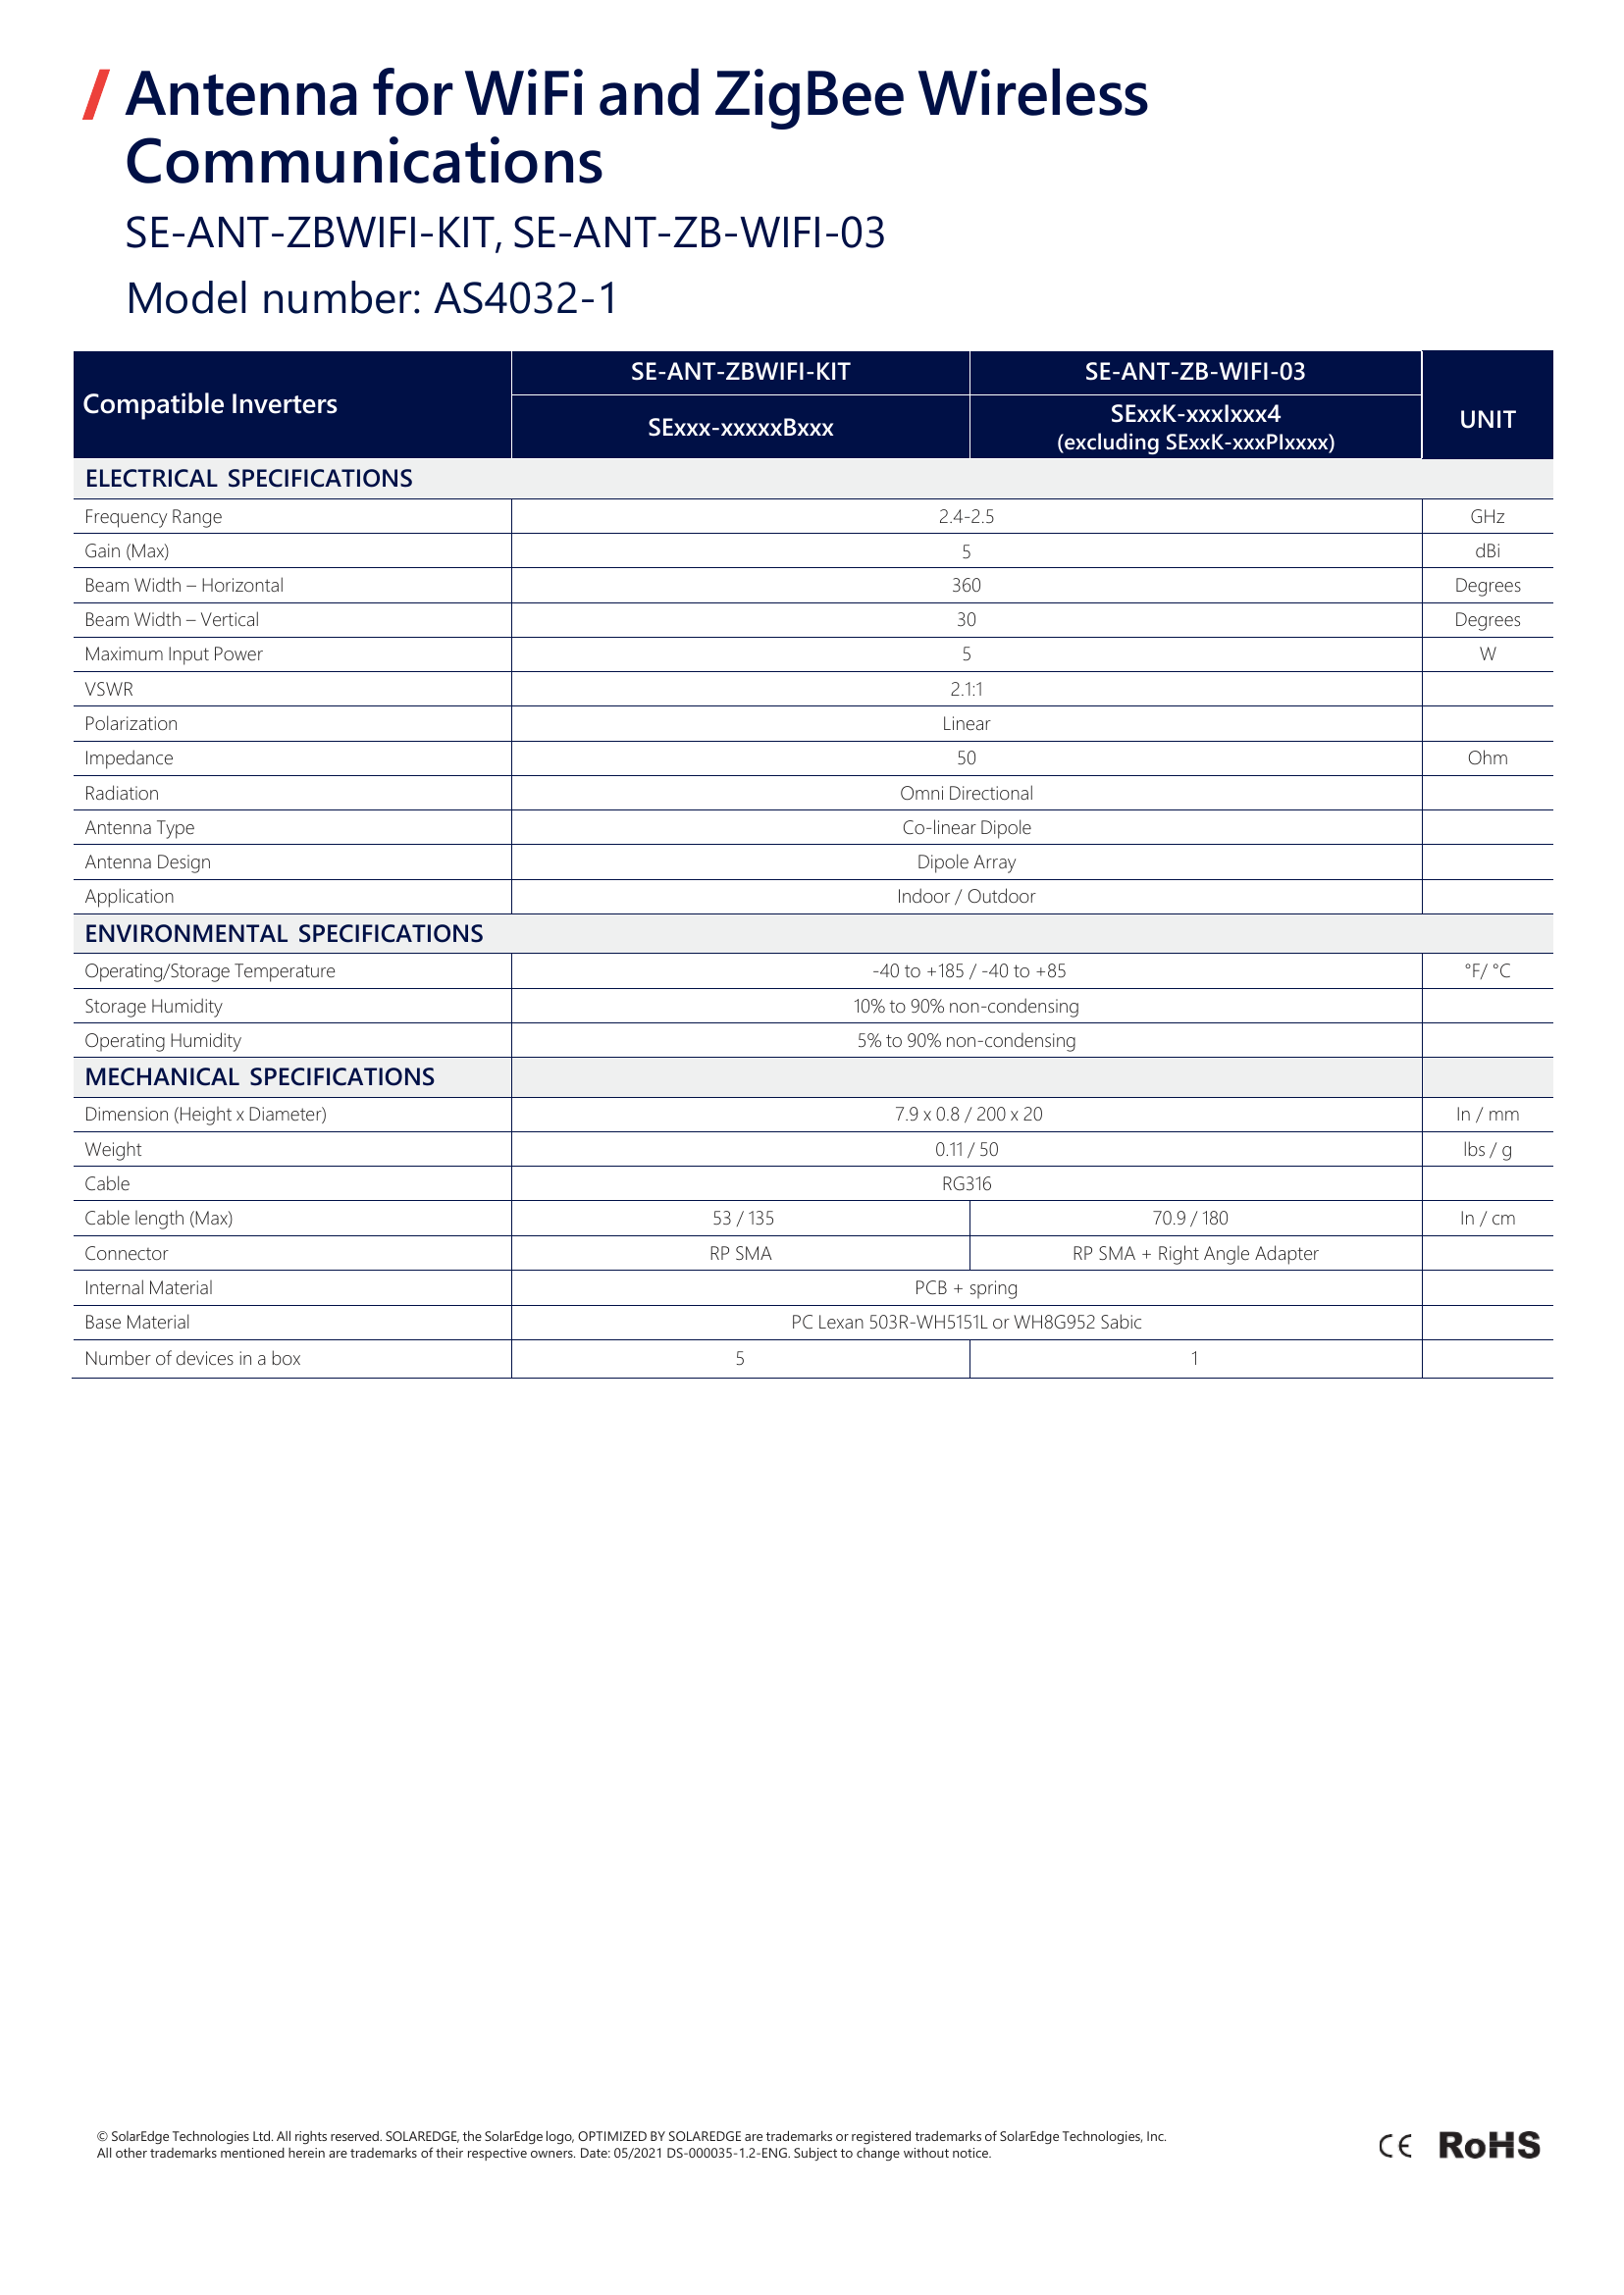 / Antenna for WiFi and ZigBee Wireless
Communications
SE-ANT-ZBWIFI-KIT, SE-ANT-ZB-WIFI-03
Model number: AS4032-1
Compatible Inverters SE-ANT-ZBWIFI-KIT SE-ANT-ZB-WIFI-03 UNIT
SExxx-xxxxxBxxx SExxK-xxxIxxx4
(excluding SExxK-xxxPIxxxx)
ELECTRICAL SPECIFICATIONS
Frequency Range 2.4-2.5 GHz
Gain (Max) 5 dBi
Beam Width – Horizontal 360 Degrees
Beam Width – Vertical 30 Degrees
Maximum Input Power 5 W
VSWR 2.1:1
Polarization Linear
Impedance 50 Ohm
Radiation Omni Directional
Antenna Type Co-linear Dipole
Antenna Design Dipole Array
Application Indoor / Outdoor
ENVIRONMENTAL SPECIFICATIONS
Operating/Storage Temperature -40 to +185 / -40 to +85 °F/ °C
Storage Humidity 10% to 90% non-condensing
Operating Humidity 5% to 90% non-condensing
MECHANICAL SPECIFICATIONS
Dimension (Height x Diameter) 7.9 x 0.8 / 200 x 20 In / mm
Weight 0.11 / 50 lbs / g
Cable RG316
Cable length (Max) 53 / 135 70.9 / 180 In / cm
Connector RP SMA RP SMA + Right Angle Adapter
Internal Material PCB + spring
Base Material PC Lexan 503R-WH5151L or WH8G952 Sabic
Number of devices in a box 5 1
© SolarEdge Technologies Ltd. All rights reserved. SOLAREDGE, the SolarEdge logo, OPTIMIZED BY SOLAREDGE are trademarks or registered trademarks of SolarEdge Technologies, Inc.
All other trademarks mentioned herein are trademarks of their respective owners. Date: 05/2021 DS-000035-1.2-ENG. Subject to change without notice.
CE RoHS